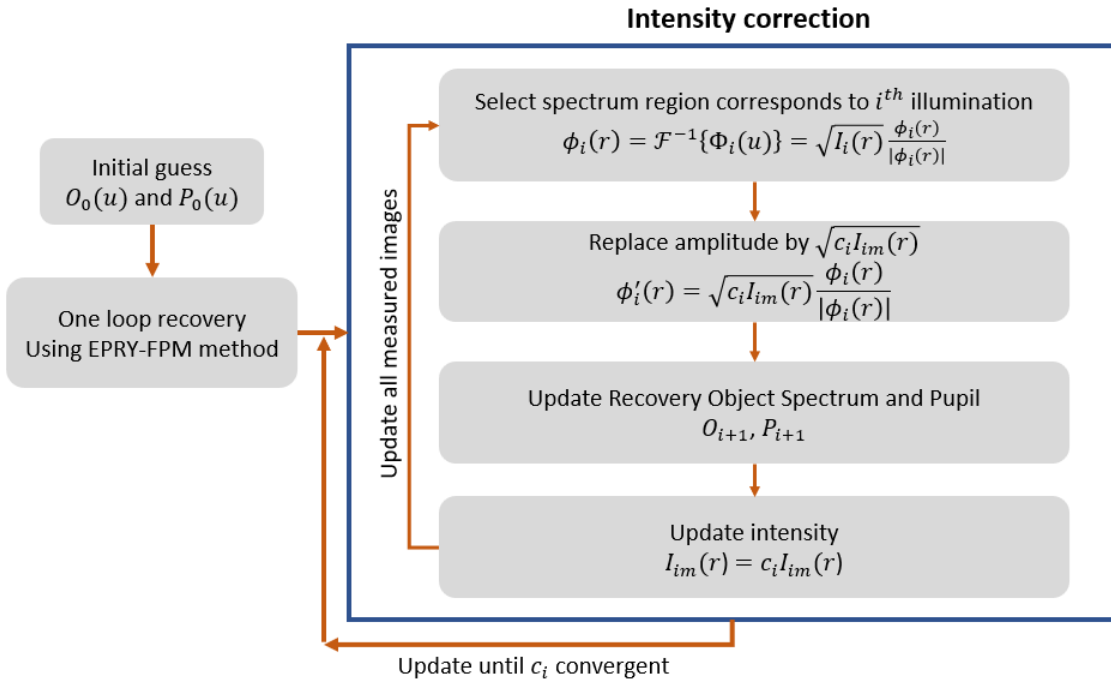 Intensity correction
Initial guess
O₀(u) and P₀(u)
One loop recovery
Using EPRY-FPM method
Update all measured images
Select spectrum region corresponds to iᵗʰ illumination
ϕᵢ(r) = ℱ⁻¹{Φᵢ(u)} = √(Iᵢ(r)) ϕᵢ(r)/|ϕᵢ(r)|
Replace amplitude by √(cᵢIᵢₘ(r))
ϕᵢ′(r) = √(cᵢIᵢₘ(r)) ϕᵢ(r)/|ϕᵢ(r)|
Update Recovery Object Spectrum and Pupil
Oᵢ₊₁, Pᵢ₊₁
Update intensity
Iᵢₘ(r) = cᵢIᵢₘ(r)
Update until cᵢ convergent